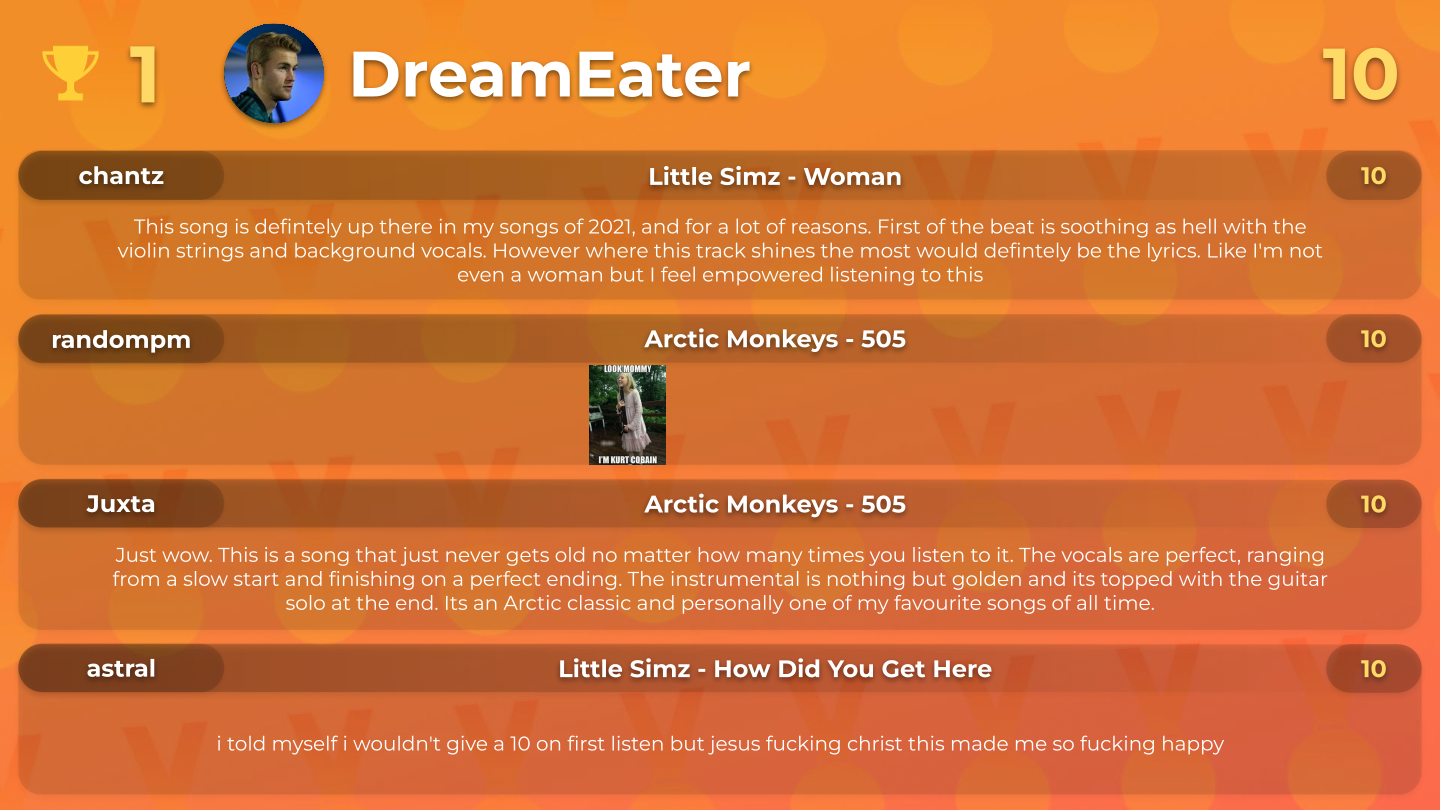 1 DreamEater 10
chantz Little Simz - Woman 10
This song is defintely up there in my songs of 2021, and for a lot of reasons. First of the beat is soothing as hell with the
violin strings and background vocals. However where this track shines the most would defintely be the lyrics. Like I'm not
even a woman but I feel empowered listening to this
randompm Arctic Monkeys - 505 10
LOOK MOMMY
I'M KURT COBAIN
Juxta Arctic Monkeys - 505 10
Just wow. This is a song that just never gets old no matter how many times you listen to it. The vocals are perfect, ranging
from a slow start and finishing on a perfect ending. The instrumental is nothing but golden and its topped with the guitar
solo at the end. Its an Arctic classic and personally one of my favourite songs of all time.
astral Little Simz - How Did You Get Here 10
i told myself i wouldn't give a 10 on first listen but jesus fucking christ this made me so fucking happy